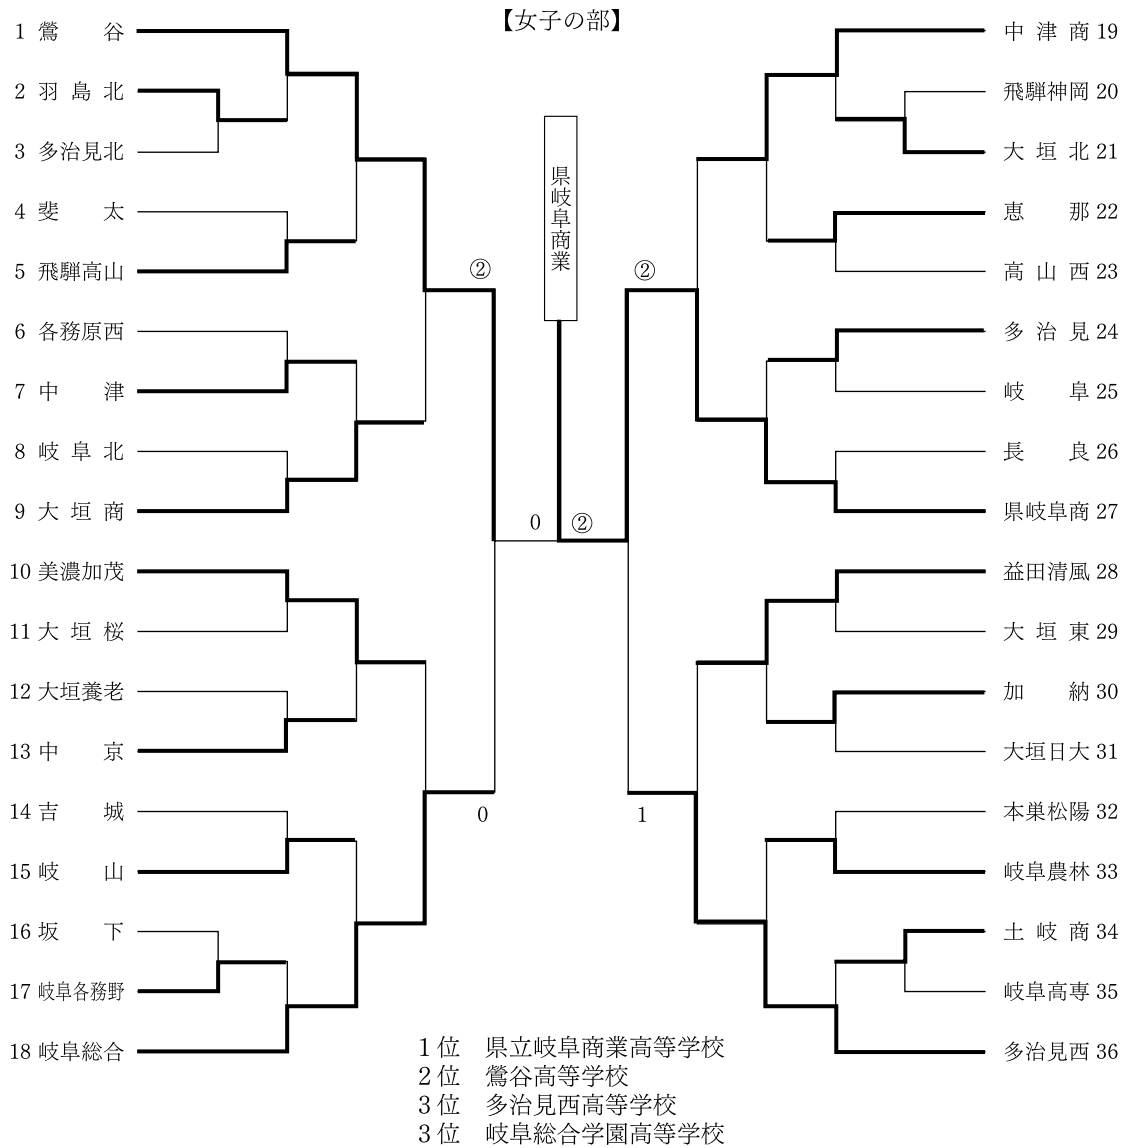 【女子の部】
1 鶯谷
2 羽島北
3 多治見北
4 斐太
5 飛騨高山
6 各務原西
7 中津
8 岐阜北
9 大垣商
10 美濃加茂
11 大垣桜
12 大垣養老
13 中京
14 吉城
15 岐山
16 坂下
17 岐阜各務野
18 岐阜総合
県岐阜商業
②
②
0
②
0
1
中津商 19
飛騨神岡 20
大垣北 21
恵那 22
高山西 23
多治見 24
岐阜 25
長良 26
県岐阜商 27
益田清風 28
大垣東 29
加納 30
大垣日大 31
本巣松陽 32
岐阜農林 33
土岐商 34
岐阜高専 35
多治見西 36
1位 県立岐阜商業高等学校
2位 鶯谷高等学校
3位 多治見西高等学校
3位 岐阜総合学園高等学校